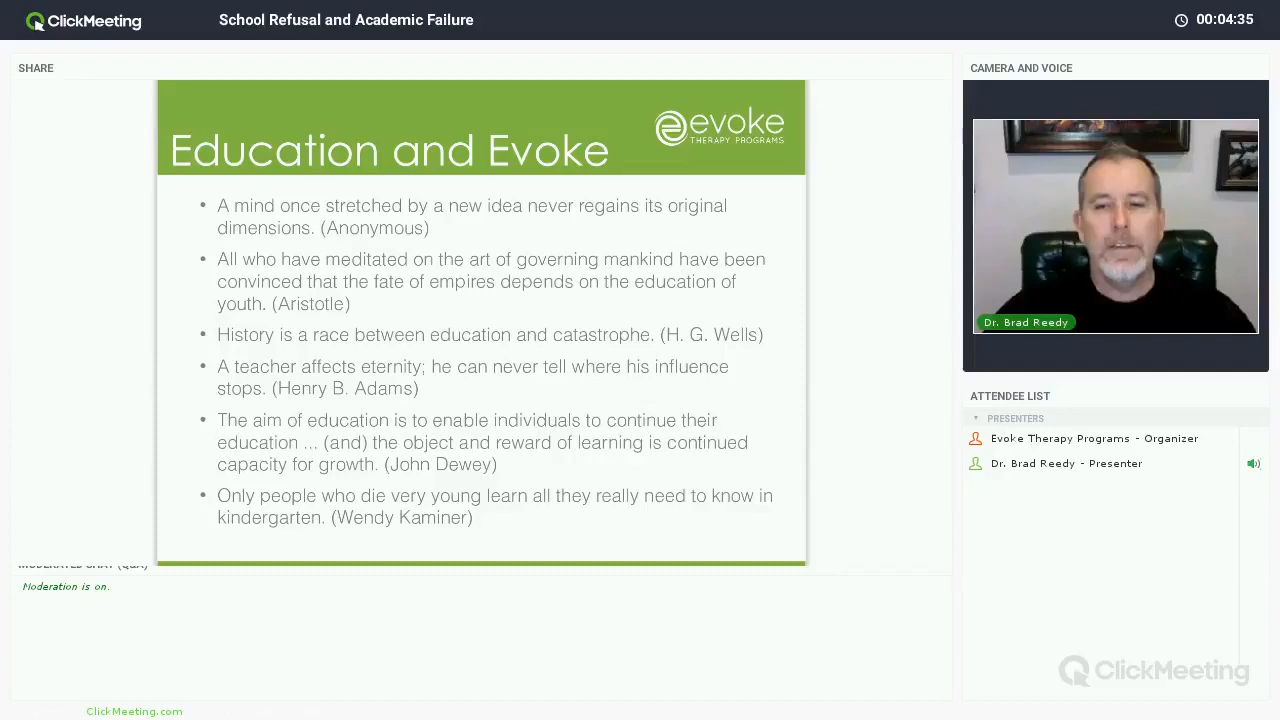 ClickMeeting
School Refusal and Academic Failure
00:04:35
SHARE
Education and Evoke
evoke
THERAPY PROGRAMS
• A mind once stretched by a new idea never regains its original
dimensions. (Anonymous)
• All who have meditated on the art of governing mankind have been
convinced that the fate of empires depends on the education of
youth. (Aristotle)
• History is a race between education and catastrophe. (H. G. Wells)
• A teacher affects eternity; he can never tell where his influence
stops. (Henry B. Adams)
• The aim of education is to enable individuals to continue their
education ... (and) the object and reward of learning is continued
capacity for growth. (John Dewey)
• Only people who die very young learn all they really need to know in
kindergarten. (Wendy Kaminer)
MODERATED CHAT (Q&A)
Moderation is on.
ClickMeeting.com
CAMERA AND VOICE
Dr. Brad Reedy
ATTENDEE LIST
PRESENTERS
Evoke Therapy Programs - Organizer
Dr. Brad Reedy - Presenter
ClickMeeting